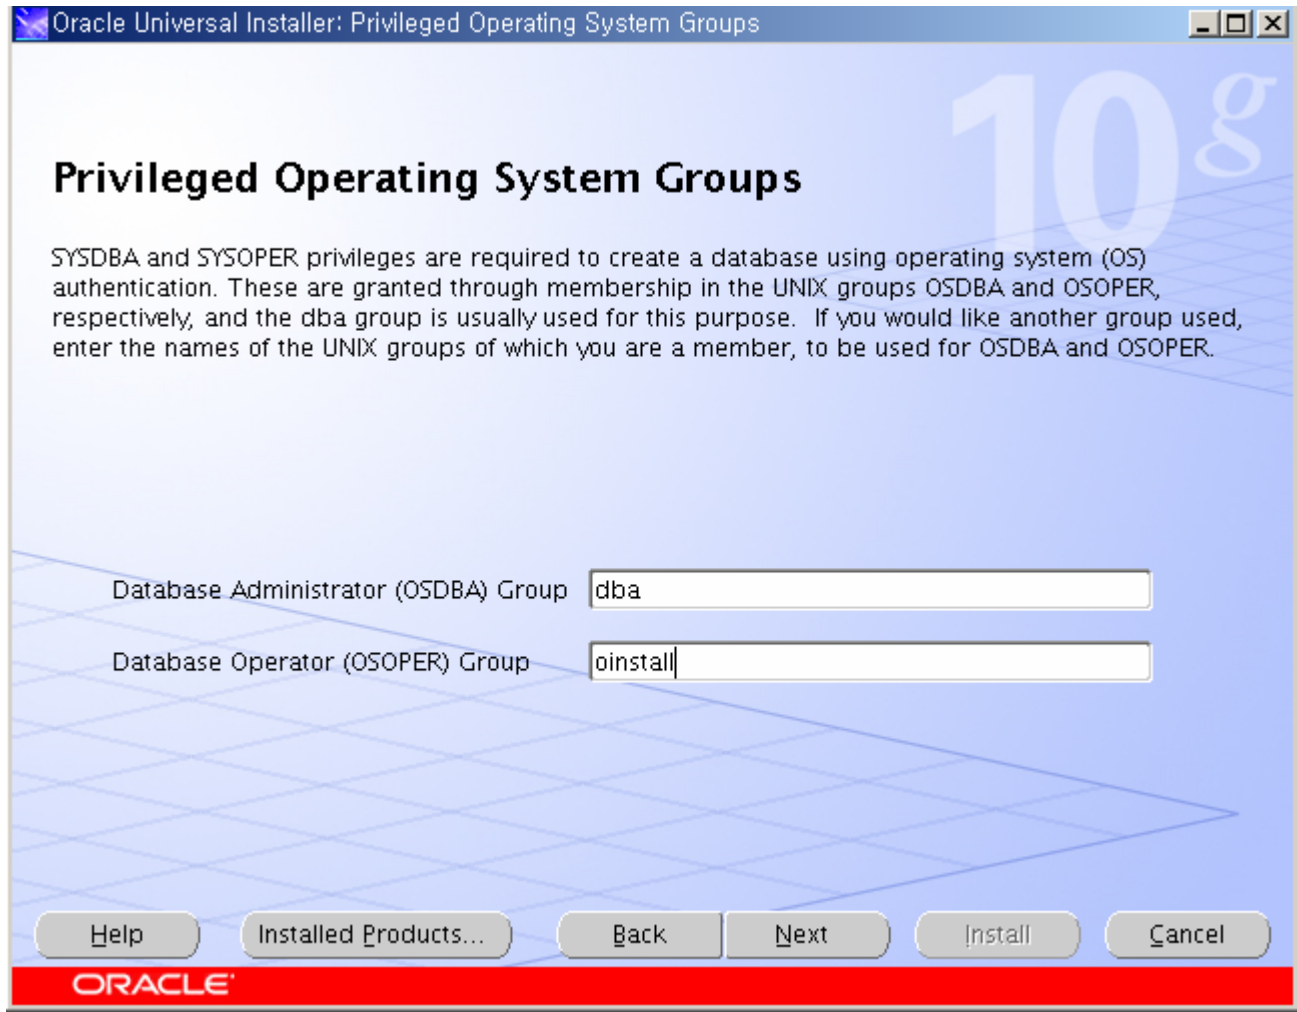 Oracle Universal Installer: Privileged Operating System Groups
10g
Privileged Operating System Groups
SYSDBA and SYSOPER privileges are required to create a database using operating system (OS)
authentication. These are granted through membership in the UNIX groups OSDBA and OSOPER,
respectively, and the dba group is usually used for this purpose. If you would like another group used,
enter the names of the UNIX groups of which you are a member, to be used for OSDBA and OSOPER.
Database Administrator (OSDBA) Group dba
Database Operator (OSOPER) Group oinstall
Help Installed Products... Back Next Install Cancel
ORACLE